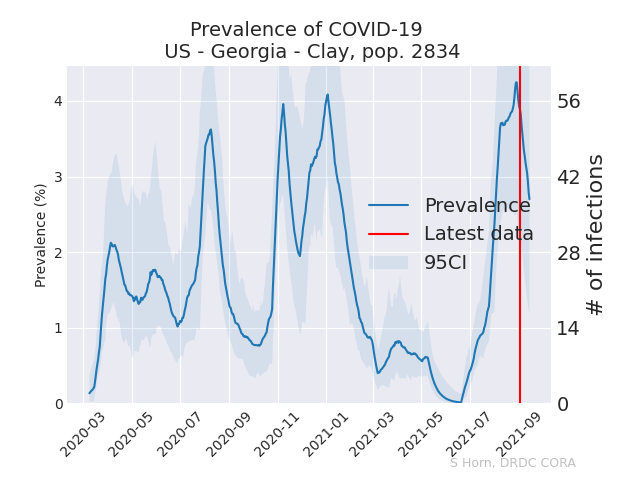 Prevalence of COVID-19
US - Georgia - Clay, pop. 2834
Prevalence (%)
4
3
2
1
0
56
42
28
14
0
# of infections
Prevalence
Latest data
95CI
2020-03
2020-05
2020-07
2020-09
2020-11
2021-01
2021-03
2021-05
2021-07
2021-09
S Horn, DRDC CORA